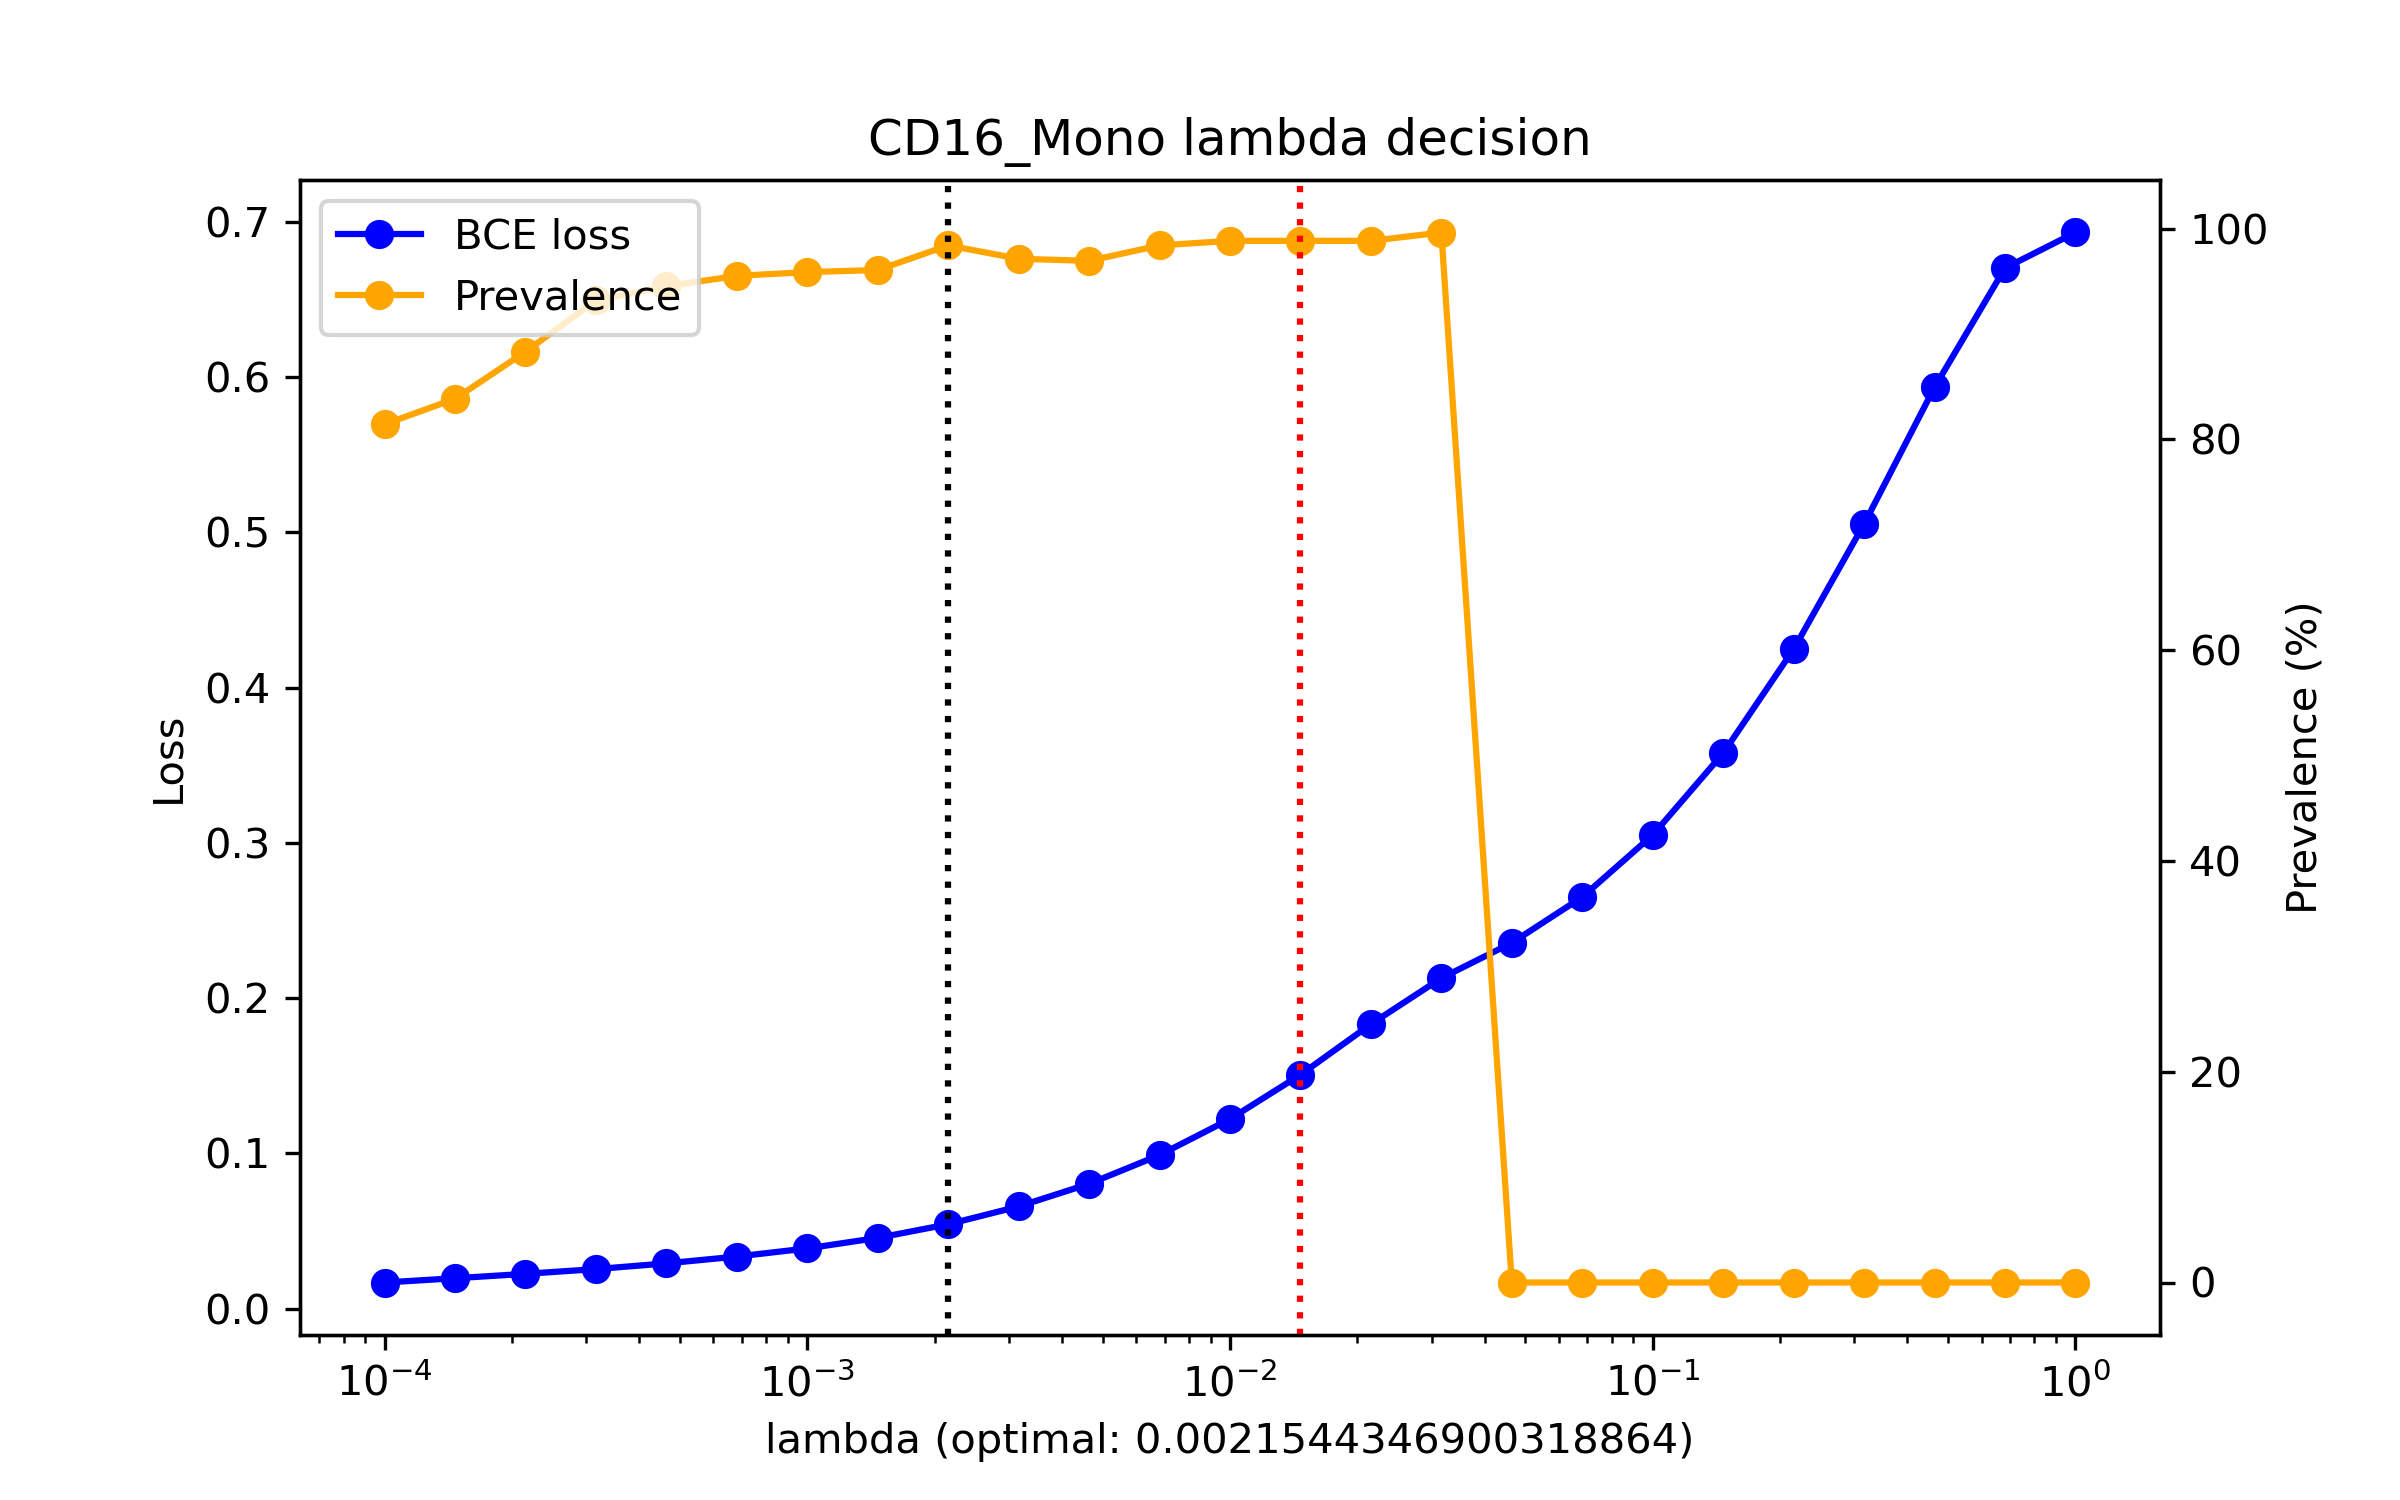 CD16_Mono lambda decision
BCE loss
Prevalence
0.7
0.6
0.5
0.4
0.3
0.2
0.1
0.0
Loss
100
80
60
40
20
0
Prevalence (%)
10⁻⁴ 10⁻³ 10⁻² 10⁻¹ 10⁰
lambda (optimal: 0.0021544346900318864)